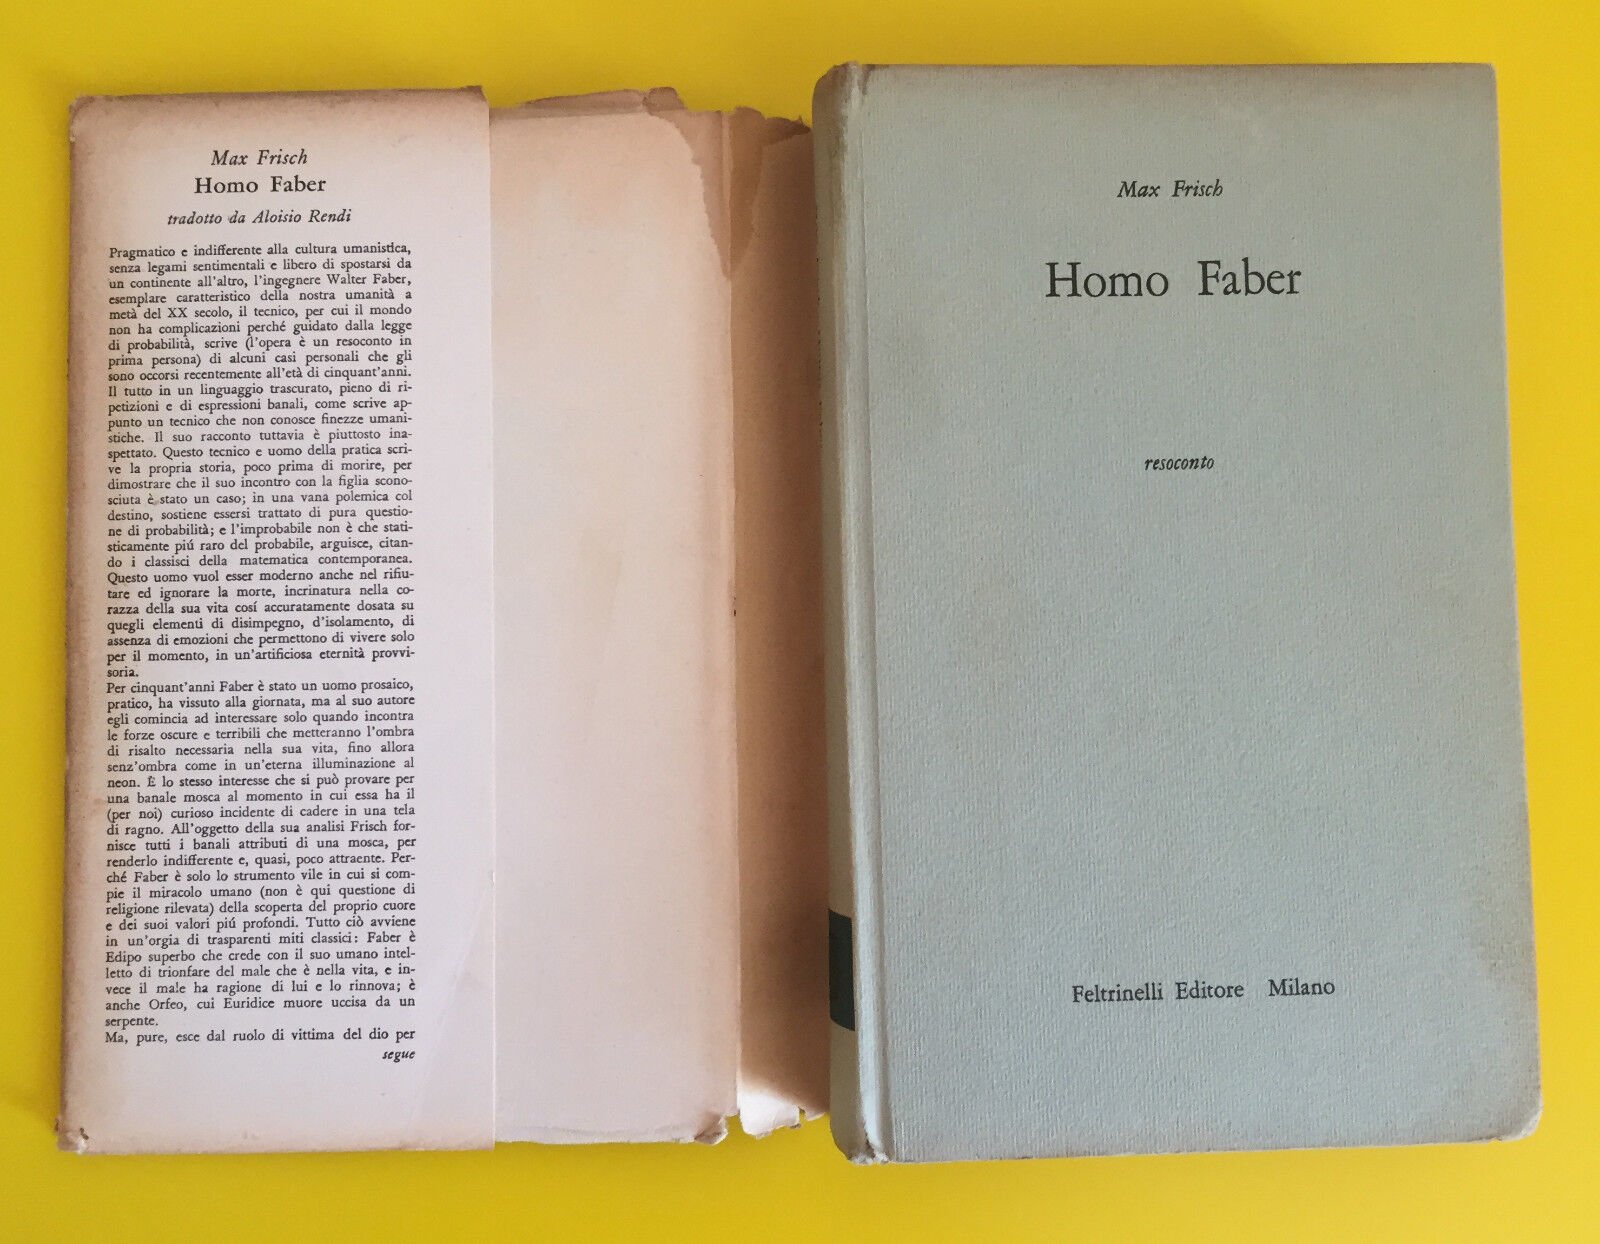 Max Frisch
Homo Faber
tradotto da Aloisio Rendi
Pragmatico e indifferente alla cultura umanistica,
senza legami sentimentali e libero di spostarsi da
un continente all'altro, l'ingegnere Walter Faber,
esemplare caratteristico della nostra umanità a
metà del XX secolo, il tecnico, per cui il mondo
non ha complicazioni perché guidato dalla legge
di probabilità, scrive (l'opera è un resoconto in
prima persona) di alcuni casi personali che gli
sono occorsi recentemente all'età di cinquant'anni.
Il tutto in un linguaggio trascurato, pieno di ri-
petizioni e di espressioni banali, come scrive ap-
punto un tecnico che non conosce finezze umani-
stiche. Il suo racconto tuttavia è piuttosto ina-
spettato. Questo tecnico e uomo della pratica scri-
ve la propria storia, poco prima di morire, per
dimostrare che il suo incontro con la figlia scono-
sciuta è stato un caso; in una vana polemica col
destino, sostiene essersi trattato di pura questio-
ne di probabilità; e l'improbabile non è che stati-
sticamente piú raro del probabile, arguisce, citan-
do i classisci della matematica contemporanea.
Questo uomo vuol esser moderno anche nel rifiu-
tare ed ignorare la morte, incrinatura nella co-
razza della sua vita cosí accuratamente dosata su
quegli elementi di disimpegno, d'isolamento, di
assenza di emozioni che permettono di vivere solo
per il momento, in un'artificiosa eternità provvi-
soria.
Per cinquant'anni Faber è stato un uomo prosaico,
pratico, ha vissuto alla giornata, ma al suo autore
egli comincia ad interessare solo quando incontra
le forze oscure e terribili che metteranno l'ombra
di risalto necessaria nella sua vita, fino allora
senz'ombra come in un'eterna illuminazione al
neon. È lo stesso interesse che si può provare per
una banale mosca al momento in cui essa ha il
(per noi) curioso incidente di cadere in una tela
di ragno. All'oggetto della sua analisi Frisch for-
nisce tutti i banali attributi di una mosca, per
renderlo indifferente e, quasi, poco attraente. Per-
ché Faber è solo lo strumento vile in cui si com-
pie il miracolo umano (non è qui questione di
religione rilevata) della scoperta del proprio cuore
e dei suoi valori piú profondi. Tutto ciò avviene
in un'orgia di trasparenti miti classici: Faber è
Edipo superbo che crede con il suo umano intel-
letto di trionfare del male che è nella vita, e in-
vece il male ha ragione di lui e lo rinnova; è
anche Orfeo, cui Euridice muore uccisa da un
serpente.
Ma, pure, esce dal ruolo di vittima del dio per
segue
Max Frisch
Homo Faber
resoconto
Feltrinelli Editore Milano